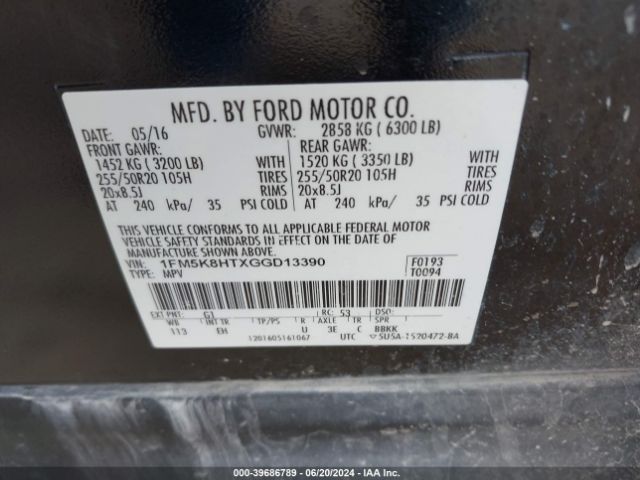 MFD. BY FORD MOTOR CO.
DATE: 05/16 GVWR: 2858 KG ( 6300 LB)
FRONT GAWR: REAR GAWR:
1452 KG ( 3200 LB) WITH 1520 KG ( 3350 LB) WITH
255/50R20 105H TIRES 255/50R20 105H TIRES
20x8.5J RIMS 20x8.5J RIMS
AT 240 kPa/ 35 PSI COLD AT 240 kPa/ 35 PSI COLD
THIS VEHICLE CONFORMS TO ALL APPLICABLE FEDERAL MOTOR
VEHICLE SAFETY STANDARDS IN EFFECT ON THE DATE OF
MANUFACTURE SHOWN ABOVE.
VIN: 1FM5K8HTXGGD13390 F0193
TYPE: MPV T0094
EXT PNT: G1 RC: 53 DSO:
WB INT TR TP/PS R AXLE TR SPR
113 EH U 3E C BBKK
1201605161067 UTC 5U5A-1520472-BA
000-39686789 - 06/20/2024 - IAA Inc.